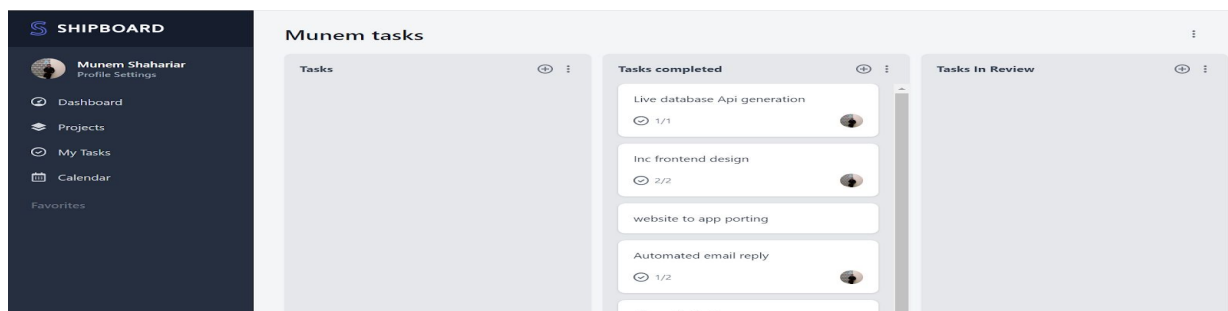 SHIPBOARD
Munem Shahariar
Profile Settings
Dashboard
Projects
My Tasks
Calendar
Favorites
Munem tasks
Tasks
Tasks completed
Live database Api generation
1/1
Inc frontend design
2/2
website to app porting
Automated email reply
1/2
Tasks In Review